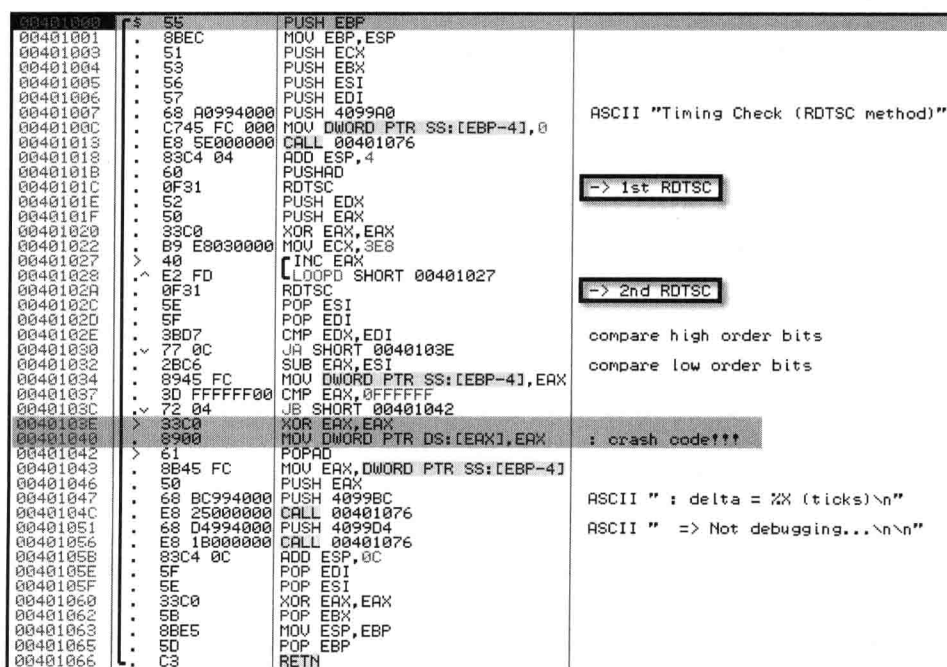 00401000 ┌$ 55 PUSH EBP
00401001 . 8BEC MOV EBP,ESP
00401003 . 51 PUSH ECX
00401004 . 53 PUSH EBX
00401005 . 56 PUSH ESI
00401006 . 57 PUSH EDI
00401007 . 68 A0994000 PUSH 4099A0 ASCII "Timing Check (RDTSC method)"
0040100C . C745 FC 000 MOV DWORD PTR SS:[EBP-4],0
00401013 . E8 5E000000 CALL 00401076
00401018 . 83C4 04 ADD ESP,4
0040101B . 60 PUSHAD
0040101C . 0F31 RDTSC -> 1st RDTSC
0040101E . 52 PUSH EDX
0040101F . 50 PUSH EAX
00401020 . 33C0 XOR EAX,EAX
00401022 . B9 E8030000 MOV ECX,3E8
00401027 > 40 ┌INC EAX
00401028 .^ E2 FD └LOOPD SHORT 00401027
0040102A . 0F31 RDTSC -> 2nd RDTSC
0040102C . 5E POP ESI
0040102D . 5F POP EDI
0040102E . 3BD7 CMP EDX,EDI compare high order bits
00401030 .v 77 0C JA SHORT 0040103E
00401032 . 2BC6 SUB EAX,ESI compare low order bits
00401034 . 8945 FC MOV DWORD PTR SS:[EBP-4],EAX
00401037 . 3D FFFFFF00 CMP EAX,0FFFFFF
0040103C .v 72 04 JB SHORT 00401042
0040103E > 33C0 XOR EAX,EAX
00401040 . 8900 MOV DWORD PTR DS:[EAX],EAX : crash code!!!
00401042 > 61 POPAD
00401043 . 8B45 FC MOV EAX,DWORD PTR SS:[EBP-4]
00401046 . 50 PUSH EAX
00401047 . 68 BC994000 PUSH 4099BC ASCII " : delta = %X (ticks)\n"
0040104C . E8 25000000 CALL 00401076
00401051 . 68 D4994000 PUSH 4099D4 ASCII " => Not debugging...\n\n"
00401056 . E8 1B000000 CALL 00401076
0040105B . 83C4 0C ADD ESP,0C
0040105E . 5F POP EDI
0040105F . 5E POP ESI
00401060 . 33C0 XOR EAX,EAX
00401062 . 5B POP EBX
00401063 . 8BE5 MOV ESP,EBP
00401065 . 5D POP EBP
00401066 └. C3 RETN